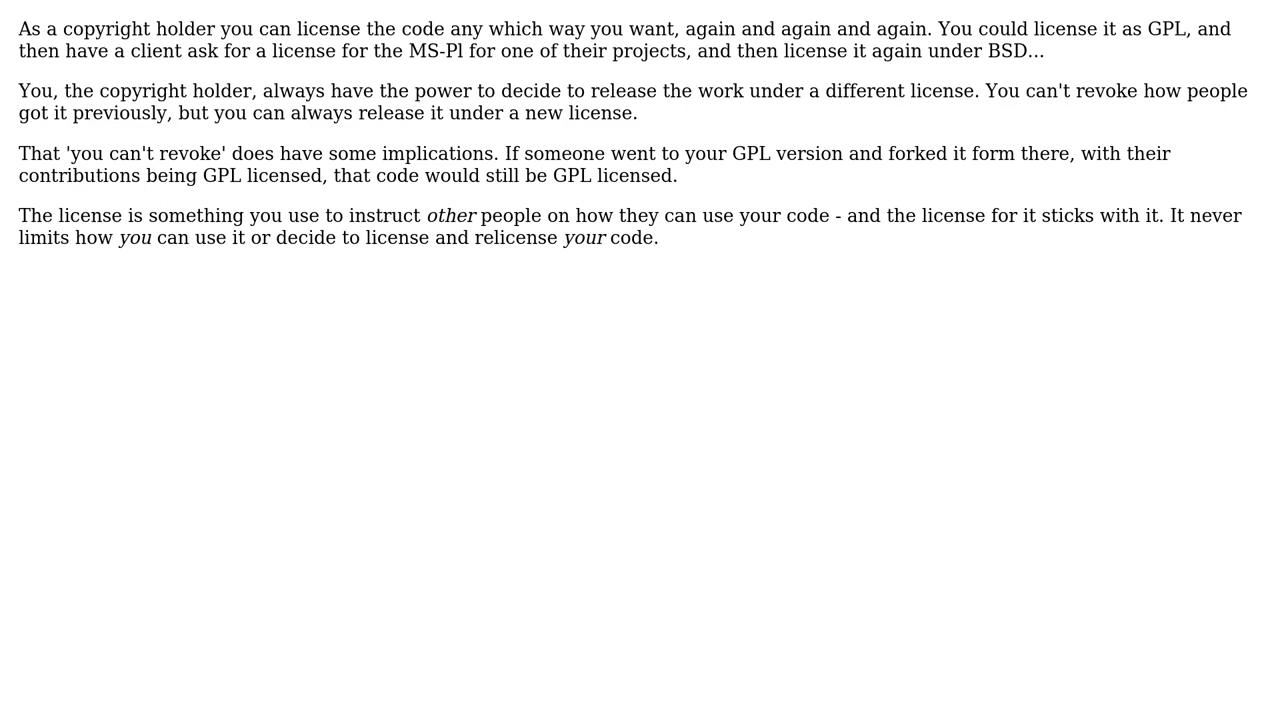 As a copyright holder you can license the code any which way you want, again and again and again. You could license it as GPL, and
then have a client ask for a license for the MS-Pl for one of their projects, and then license it again under BSD...
You, the copyright holder, always have the power to decide to release the work under a different license. You can't revoke how people
got it previously, but you can always release it under a new license.
That 'you can't revoke' does have some implications. If someone went to your GPL version and forked it form there, with their
contributions being GPL licensed, that code would still be GPL licensed.
The license is something you use to instruct other people on how they can use your code - and the license for it sticks with it. It never
limits how you can use it or decide to license and relicense your code.